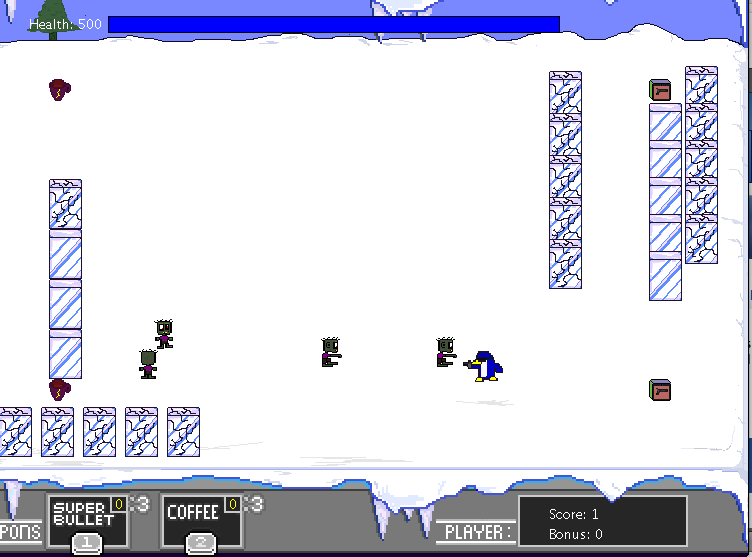 Health: 500
SUPER BULLET 0 :3
1
COFFEE 0 :3
2
PONS
PLAYER:
Score: 1
Bonus: 0